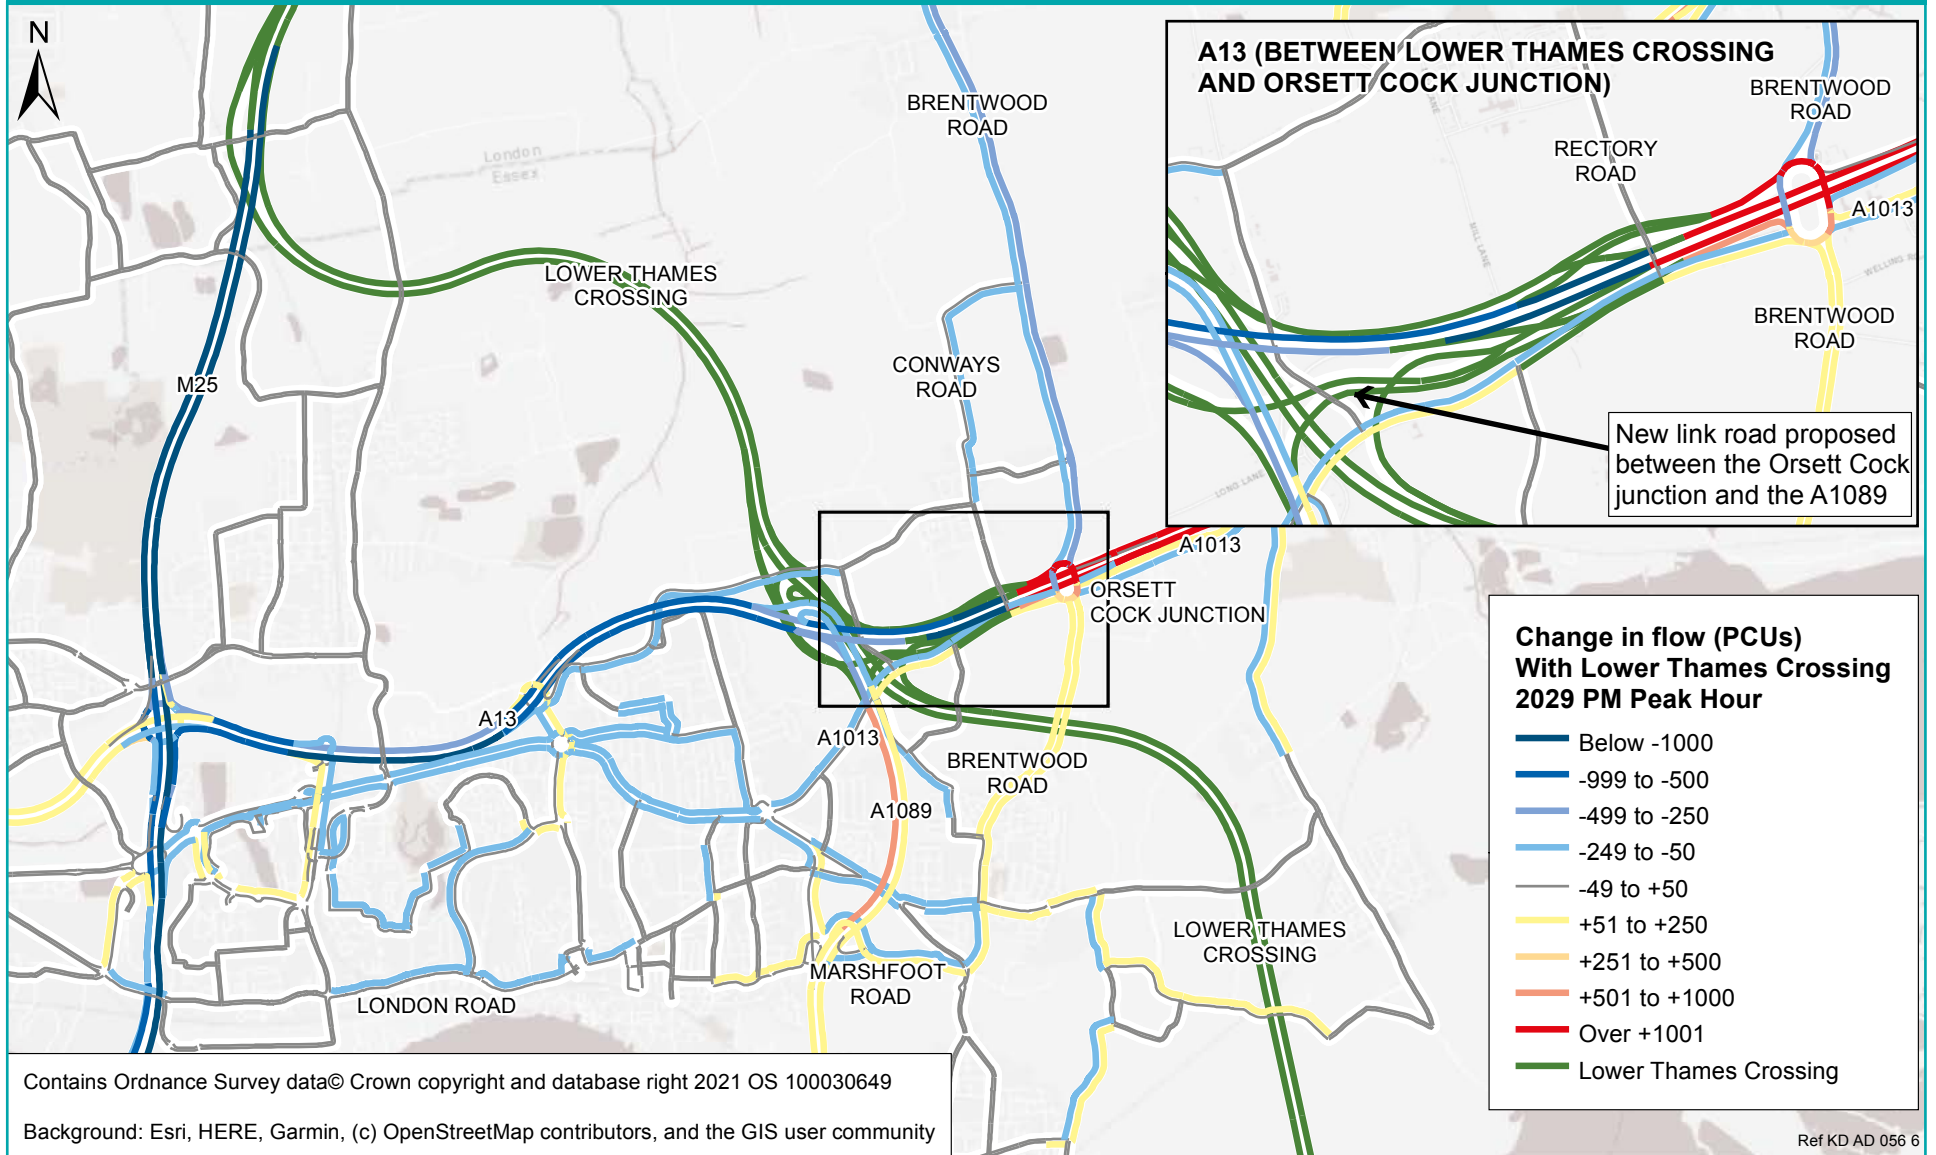 N
London
Essex
BRENTWOOD
ROAD
LOWER THAMES
CROSSING
CONWAYS
ROAD
M25
A13
A1013
ORSETT
COCK JUNCTION
A1013
BRENTWOOD
ROAD
A1089
LOWER THAMES
CROSSING
MARSHFOOT
ROAD
LONDON ROAD
A13 (BETWEEN LOWER THAMES CROSSING
AND ORSETT COCK JUNCTION)
BRENTWOOD
ROAD
RECTORY
ROAD
A1013
MILL LANE
BRENTWOOD
ROAD
LONG LANE
New link road proposed
between the Orsett Cock
junction and the A1089
Change in flow (PCUs)
With Lower Thames Crossing
2029 PM Peak Hour
Below -1000
-999 to -500
-499 to -250
-249 to -50
-49 to +50
+51 to +250
+251 to +500
+501 to +1000
Over +1001
Lower Thames Crossing
Contains Ordnance Survey data© Crown copyright and database right 2021 OS 100030649
Background: Esri, HERE, Garmin, (c) OpenStreetMap contributors, and the GIS user community
Ref KD AD 056 6